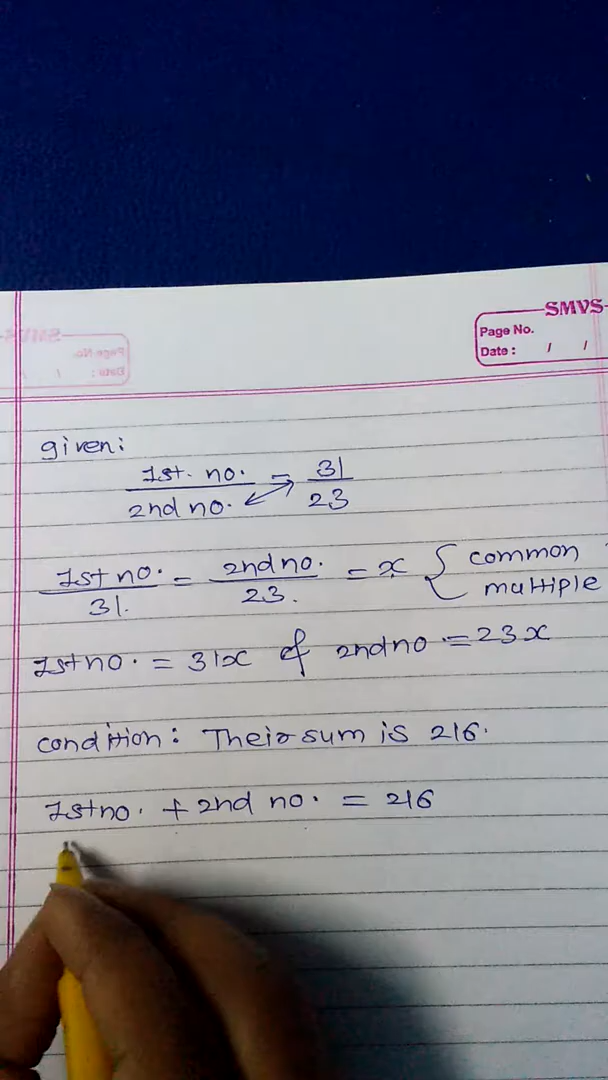 SMVS
Page No.
Date : / /
given:
1st. no. / 2nd no. = 31 / 23
1st no. / 31. = 2nd no. / 23. = x { common multiple
1st no. = 31x & 2nd no. = 23x
condition: Their sum is 216.
1st no. + 2nd no. = 216